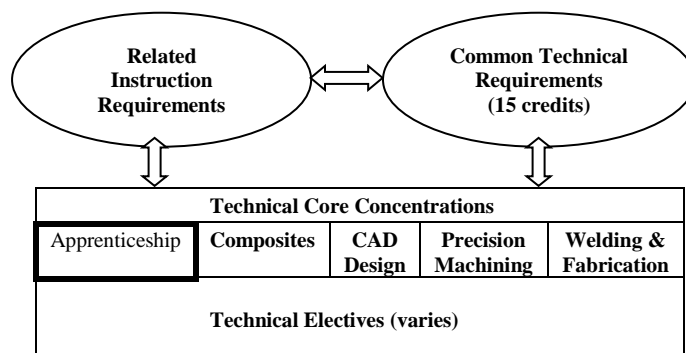 Related
Instruction
Requirements
Common Technical
Requirements
(15 credits)
Technical Core Concentrations
Apprenticeship
Composites
CAD
Design
Precision
Machining
Welding &
Fabrication
Technical Electives (varies)